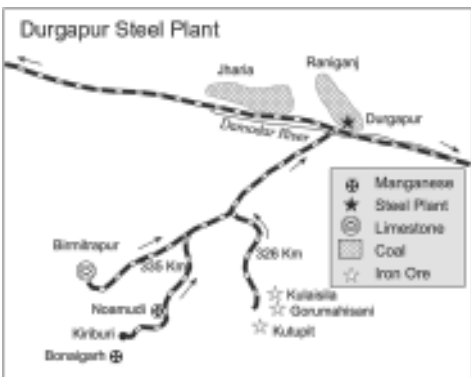 Durgapur Steel Plant
Raniganj
Jharia
Durgapur
Damodar River
Manganese
Steel Plant
Limestone
Coal
Iron Ore
Birmitrapur
335 Km
326 Km
Noamudi
Kiriburi
Bonaigarh
Kulaisila
Gorumahisani
Kutupit